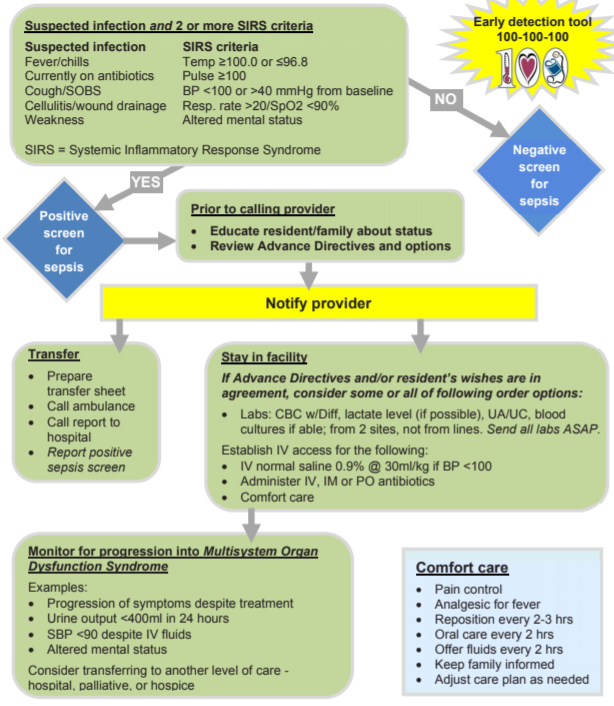 Suspected infection and 2 or more SIRS criteria
Suspected infection SIRS criteria
Fever/chills Temp ≥100.0 or ≤96.8
Currently on antibiotics Pulse ≥100
Cough/SOBS BP <100 or >40 mmHg from baseline
Cellulitis/wound drainage Resp. rate >20/SpO2 <90%
Weakness Altered mental status
SIRS = Systemic Inflammatory Response Syndrome
Early detection tool
100-100-100
100
NO
Negative
screen
for
sepsis
YES
Positive
screen
for
sepsis
Prior to calling provider
• Educate resident/family about status
• Review Advance Directives and options
Notify provider
Transfer
• Prepare
transfer sheet
• Call ambulance
• Call report to
hospital
• Report positive
sepsis screen
Stay in facility
If Advance Directives and/or resident's wishes are in
agreement, consider some or all of following order options:
• Labs: CBC w/Diff, lactate level (if possible), UA/UC, blood
cultures if able; from 2 sites, not from lines. Send all labs ASAP.
Establish IV access for the following:
• IV normal saline 0.9% @ 30ml/kg if BP <100
• Administer IV, IM or PO antibiotics
• Comfort care
Monitor for progression into Multisystem Organ
Dysfunction Syndrome
Examples:
• Progression of symptoms despite treatment
• Urine output <400ml in 24 hours
• SBP <90 despite IV fluids
• Altered mental status
Consider transferring to another level of care -
hospital, palliative, or hospice
Comfort care
• Pain control
• Analgesic for fever
• Reposition every 2-3 hrs
• Oral care every 2 hrs
• Offer fluids every 2 hrs
• Keep family informed
• Adjust care plan as needed